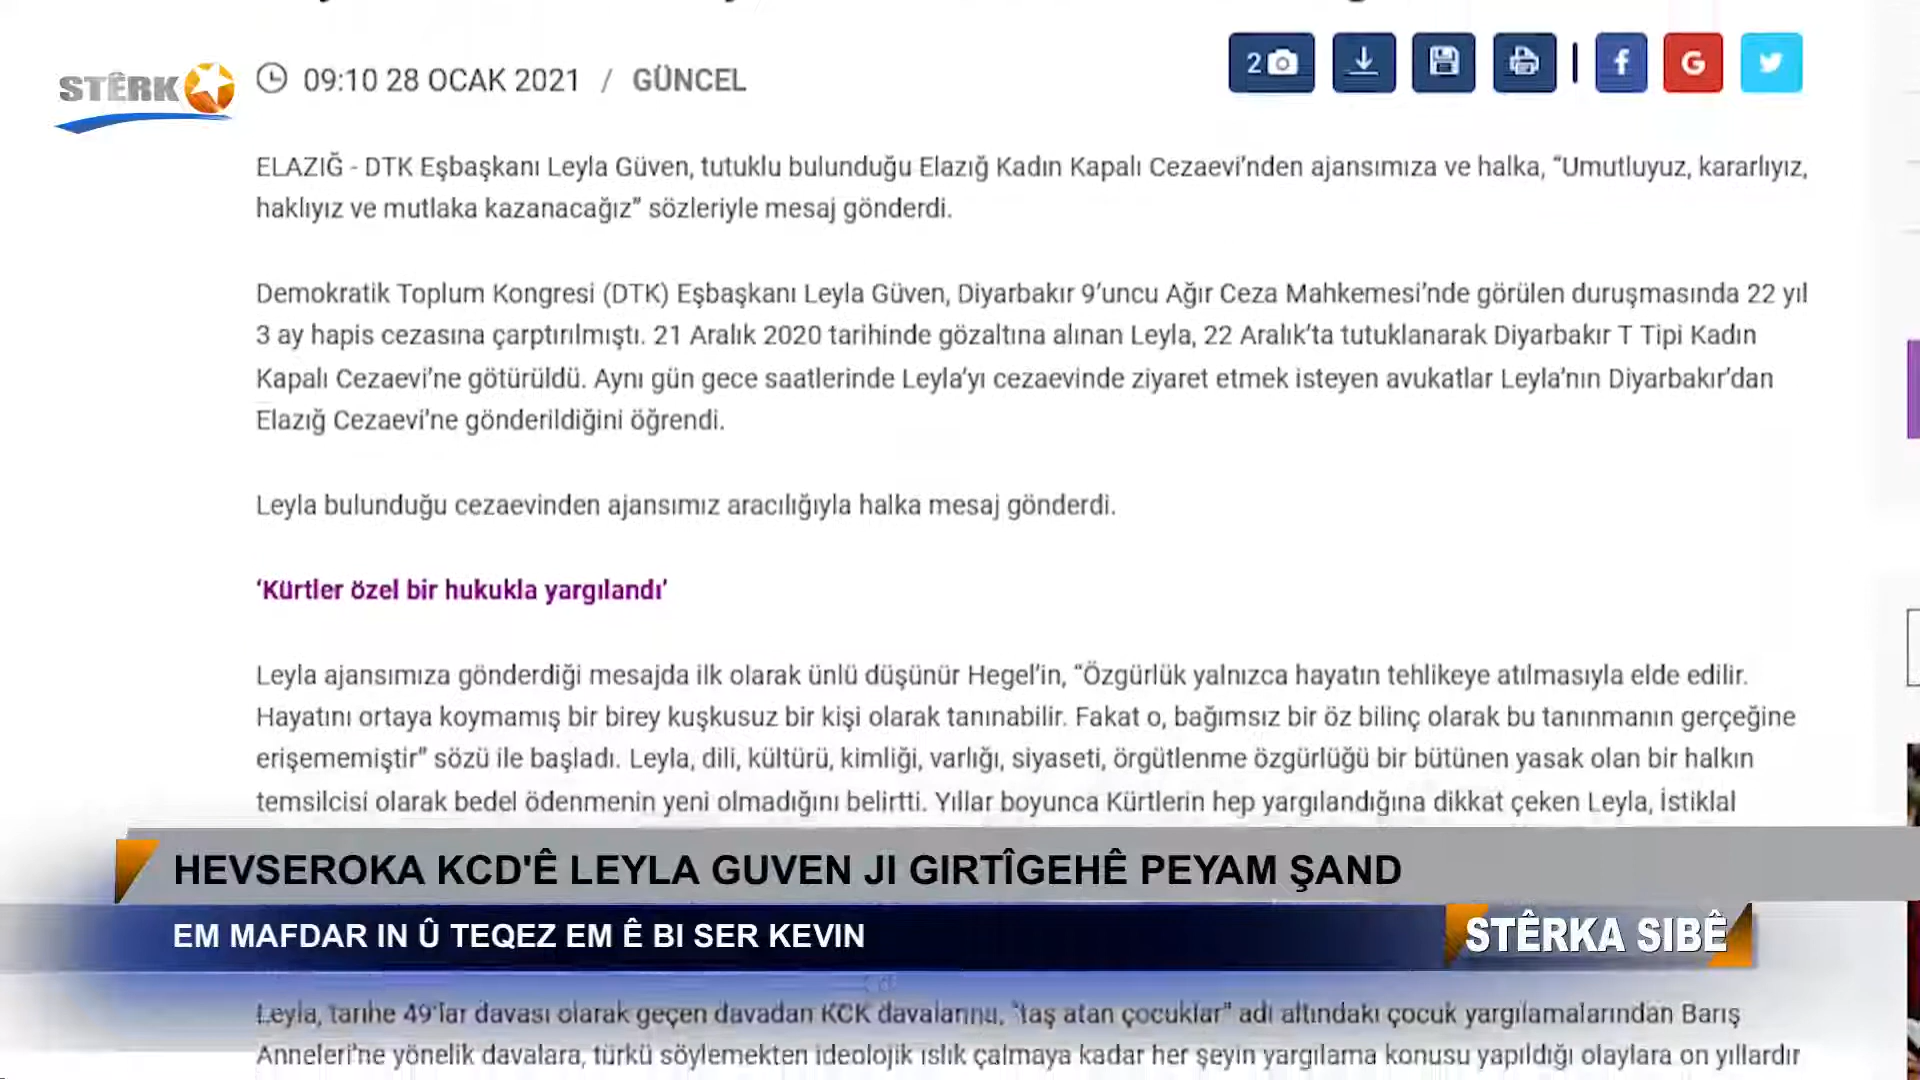 STÊRK
09:10 28 OCAK 2021 / GÜNCEL
2
f
G
ELAZIĞ - DTK Eşbaşkanı Leyla Güven, tutuklu bulunduğu Elazığ Kadın Kapalı Cezaevi’nden ajansımıza ve halka, “Umutluyuz, kararlıyız,
haklıyız ve mutlaka kazanacağız” sözleriyle mesaj gönderdi.
Demokratik Toplum Kongresi (DTK) Eşbaşkanı Leyla Güven, Diyarbakır 9’uncu Ağır Ceza Mahkemesi’nde görülen duruşmasında 22 yıl
3 ay hapis cezasına çarptırılmıştı. 21 Aralık 2020 tarihinde gözaltına alınan Leyla, 22 Aralık’ta tutuklanarak Diyarbakır T Tipi Kadın
Kapalı Cezaevi’ne götürüldü. Aynı gün gece saatlerinde Leyla’yı cezaevinde ziyaret etmek isteyen avukatlar Leyla’nın Diyarbakır’dan
Elazığ Cezaevi’ne gönderildiğini öğrendi.
Leyla bulunduğu cezaevinden ajansımız aracılığıyla halka mesaj gönderdi.
‘Kürtler özel bir hukukla yargılandı’
Leyla ajansımıza gönderdiği mesajda ilk olarak ünlü düşünür Hegel’in, “Özgürlük yalnızca hayatın tehlikeye atılmasıyla elde edilir.
Hayatını ortaya koymamış bir birey kuşkusuz bir kişi olarak tanınabilir. Fakat o, bağımsız bir öz bilinç olarak bu tanınmanın gerçeğine
erişememiştir” sözü ile başladı. Leyla, dili, kültürü, kimliği, varlığı, siyaseti, örgütlenme özgürlüğü bir bütünen yasak olan bir halkın
temsilcisi olarak bedel ödenmenin yeni olmadığını belirtti. Yıllar boyunca Kürtlerin hep yargılandığına dikkat çeken Leyla, İstiklal
HEVSEROKA KCD'Ê LEYLA GUVEN JI GIRTÎGEHÊ PEYAM ŞAND
EM MAFDAR IN Û TEQEZ EM Ê BI SER KEVIN
STÊRKA SIBÊ
Leyla, tarihe 49’lar davası olarak geçen davadan KCK davalarına, “taş atan çocuklar” adı altındaki çocuk yargılamalarından Barış
Anneleri’ne yönelik davalara, türkü söylemekten ideolojik ıslık çalmaya kadar her şeyin yargılama konusu yapıldığı olaylara on yıllardır